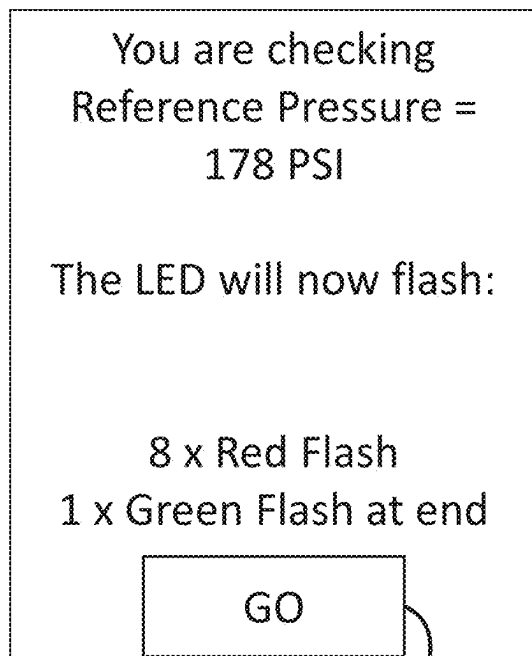 You are checking
Reference Pressure =
178 PSI
The LED will now flash:
8 x Red Flash
1 x Green Flash at end
GO